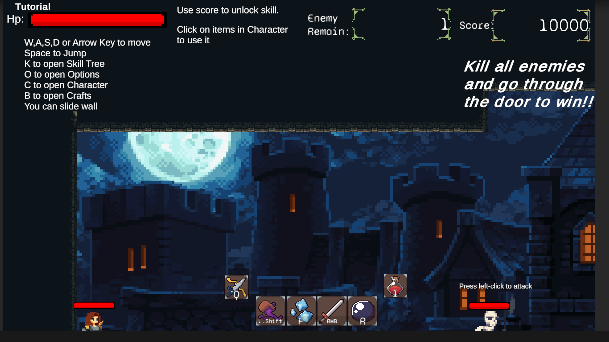 Tutorial
Hp:
Use score to unlock skill.
Click on items in Character
to use it
Enemy
Remain:
1
Score
10000
W,A,S,D or Arrow Key to move
Space to Jump
K to open Skill Tree
O to open Options
C to open Character
B to open Crafts
You can slide wall
Kill all enemies
and go through
the door to win!!
Press left-click to attack